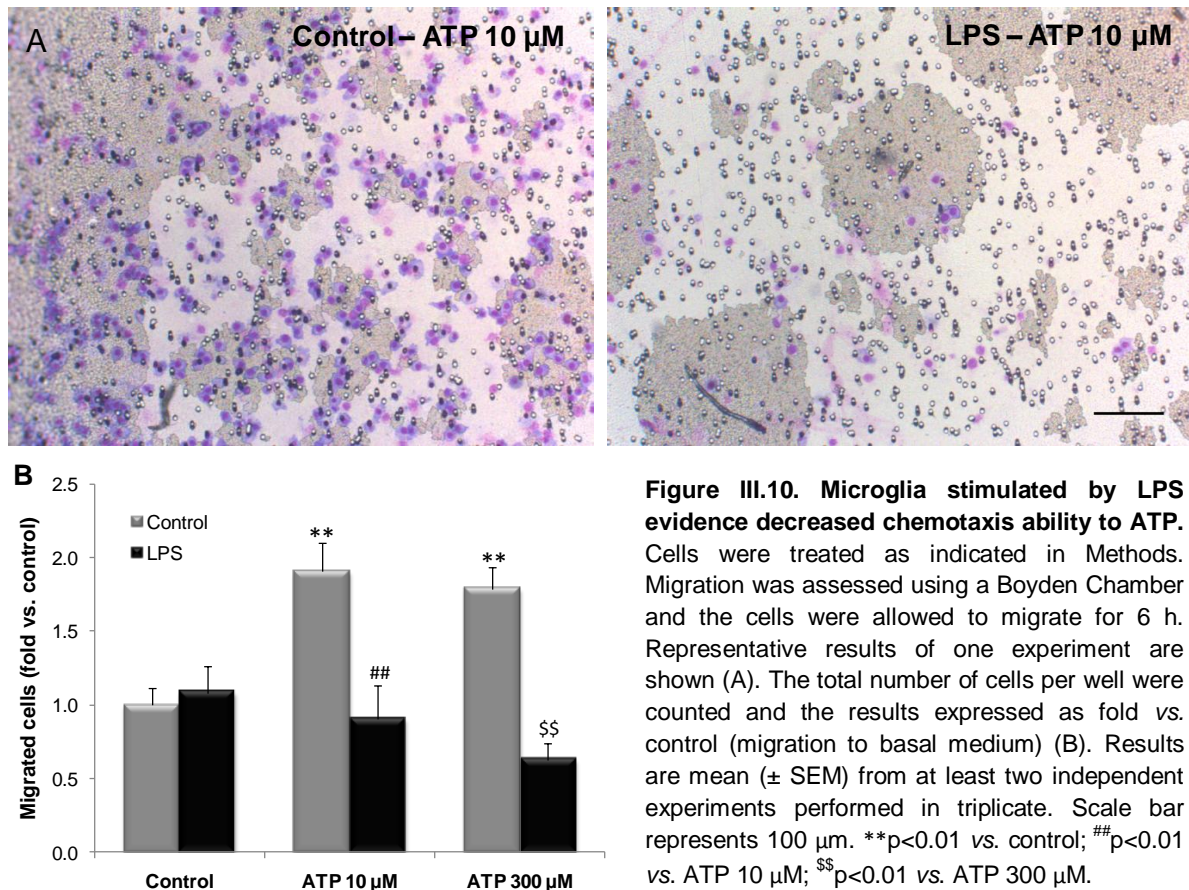 A
Control – ATP 10 µM
LPS – ATP 10 µM
B
Migrated cells (fold vs. control)
2.5
2.0
1.5
1.0
0.5
0.0
Control
LPS
**
##
**
$$
Control
ATP 10 µM
ATP 300 µM
Figure III.10. Microglia stimulated by LPS
evidence decreased chemotaxis ability to ATP.
Cells were treated as indicated in Methods.
Migration was assessed using a Boyden Chamber
and the cells were allowed to migrate for 6 h.
Representative results of one experiment are
shown (A). The total number of cells per well were
counted and the results expressed as fold vs.
control (migration to basal medium) (B). Results
are mean (± SEM) from at least two independent
experiments performed in triplicate. Scale bar
represents 100 µm. **p<0.01 vs. control; ##p<0.01
vs. ATP 10 µM; $$p<0.01 vs. ATP 300 µM.